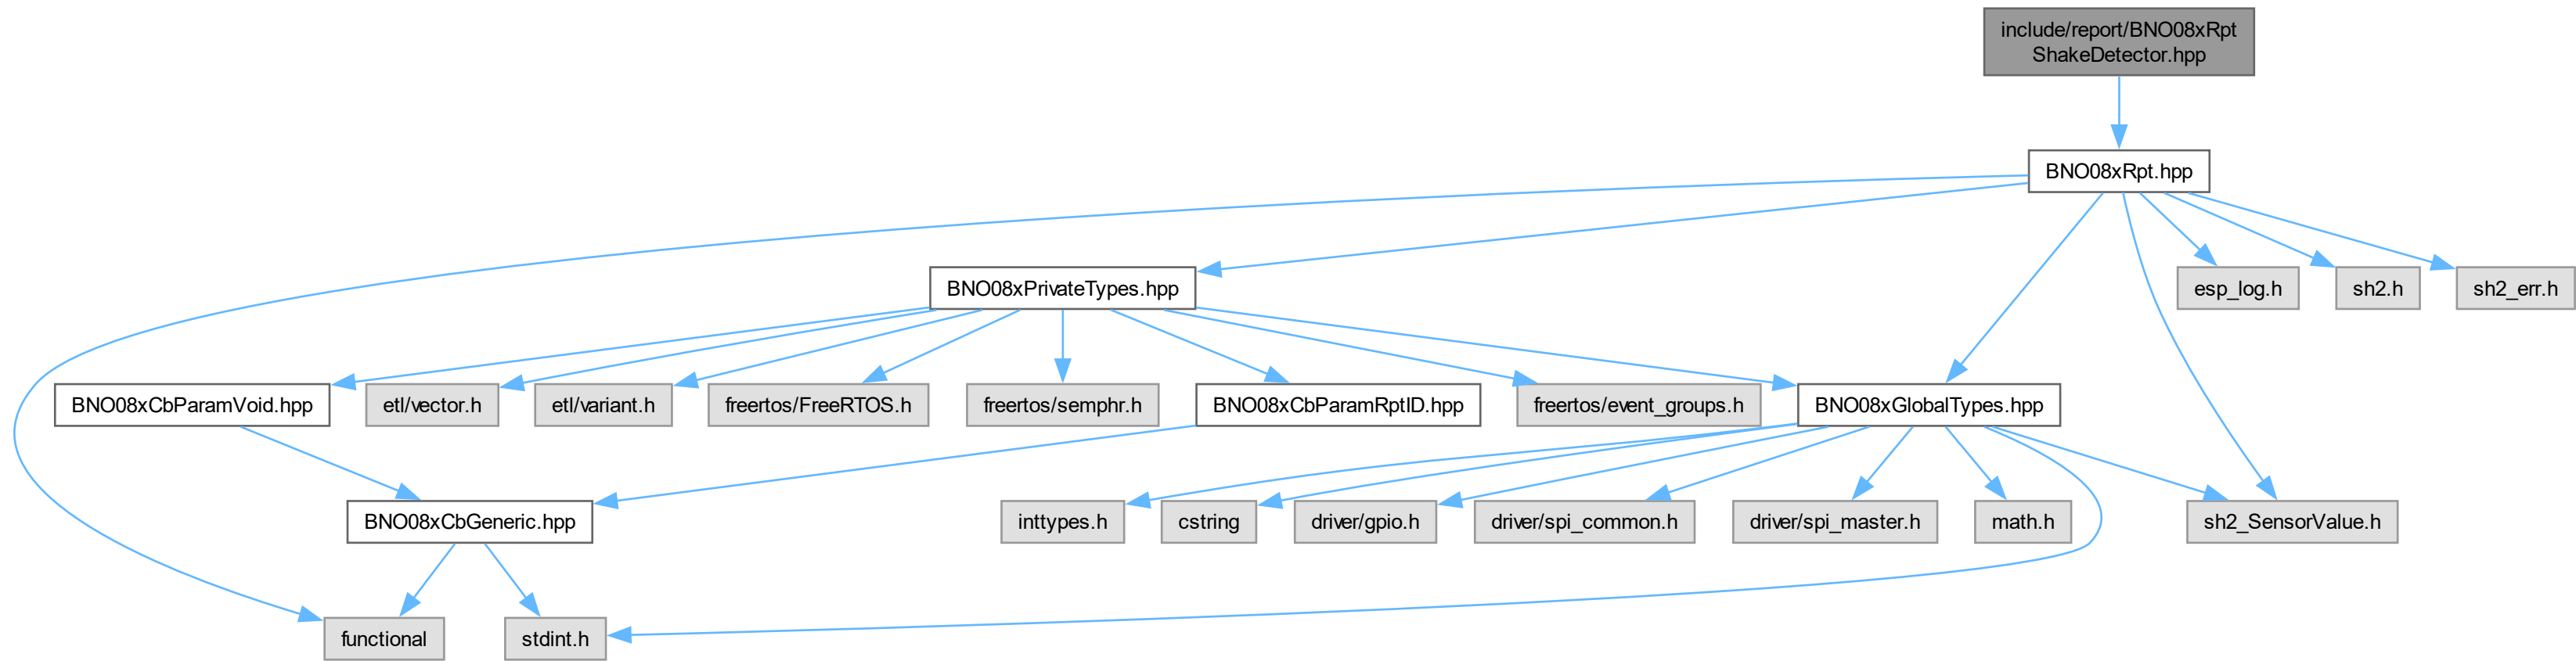 include/report/BNO08xRpt
ShakeDetector.hpp
BNO08xRpt.hpp
BNO08xPrivateTypes.hpp
esp_log.h
sh2.h
sh2_err.h
BNO08xCbParamVoid.hpp
etl/vector.h
etl/variant.h
freertos/FreeRTOS.h
freertos/semphr.h
BNO08xCbParamRptID.hpp
freertos/event_groups.h
BNO08xGlobalTypes.hpp
BNO08xCbGeneric.hpp
inttypes.h
cstring
driver/gpio.h
driver/spi_common.h
driver/spi_master.h
math.h
sh2_SensorValue.h
functional
stdint.h